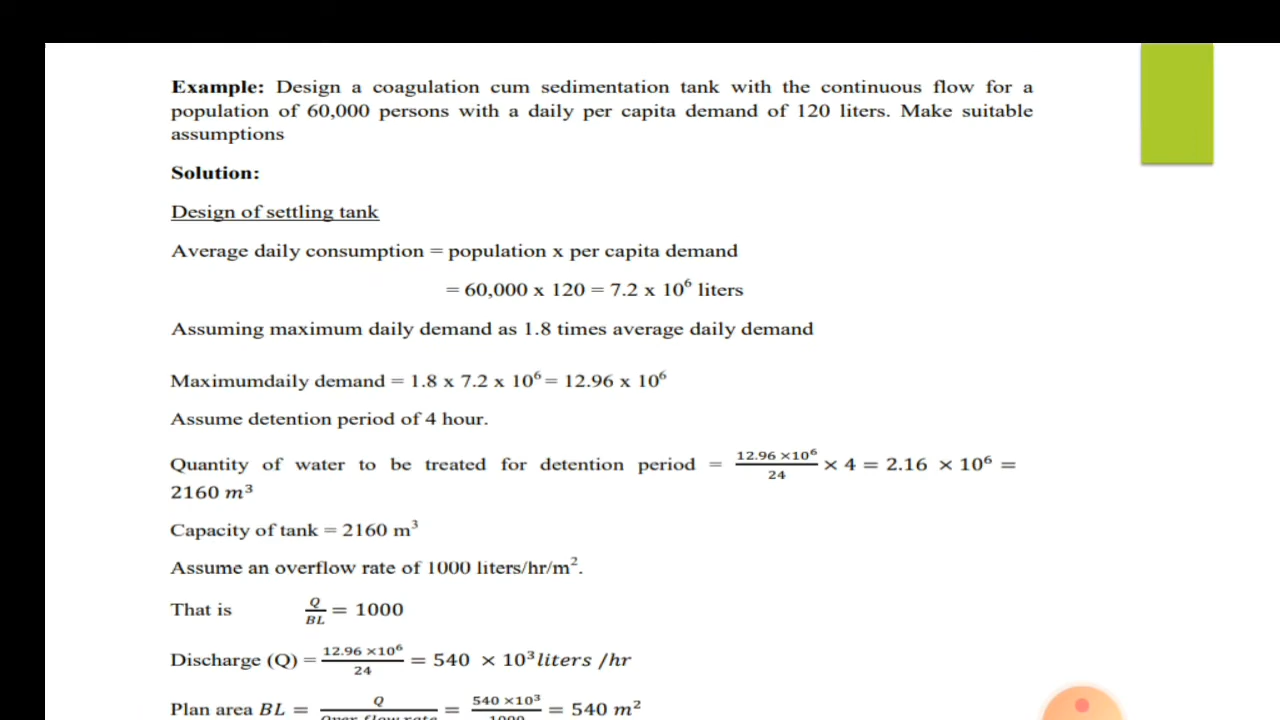 Example: Design a coagulation cum sedimentation tank with the continuous flow for a
population of 60,000 persons with a daily per capita demand of 120 liters. Make suitable
assumptions
Solution:
Design of settling tank
Average daily consumption = population x per capita demand
= 60,000 x 120 = 7.2 x 10⁶ liters
Assuming maximum daily demand as 1.8 times average daily demand
Maximumdaily demand = 1.8 x 7.2 x 10⁶ = 12.96 x 10⁶
Assume detention period of 4 hour.
Quantity of water to be treated for detention period = 12.96 ×10⁶/24 × 4 = 2.16 × 10⁶ =
2160 m³
Capacity of tank = 2160 m³
Assume an overflow rate of 1000 liters/hr/m².
That is Q/BL = 1000
Discharge (Q) = 12.96 ×10⁶/24 = 540 × 10³liters /hr
Plan area BL = Q/Over flow rate = 540 ×10³/1000 = 540 m²